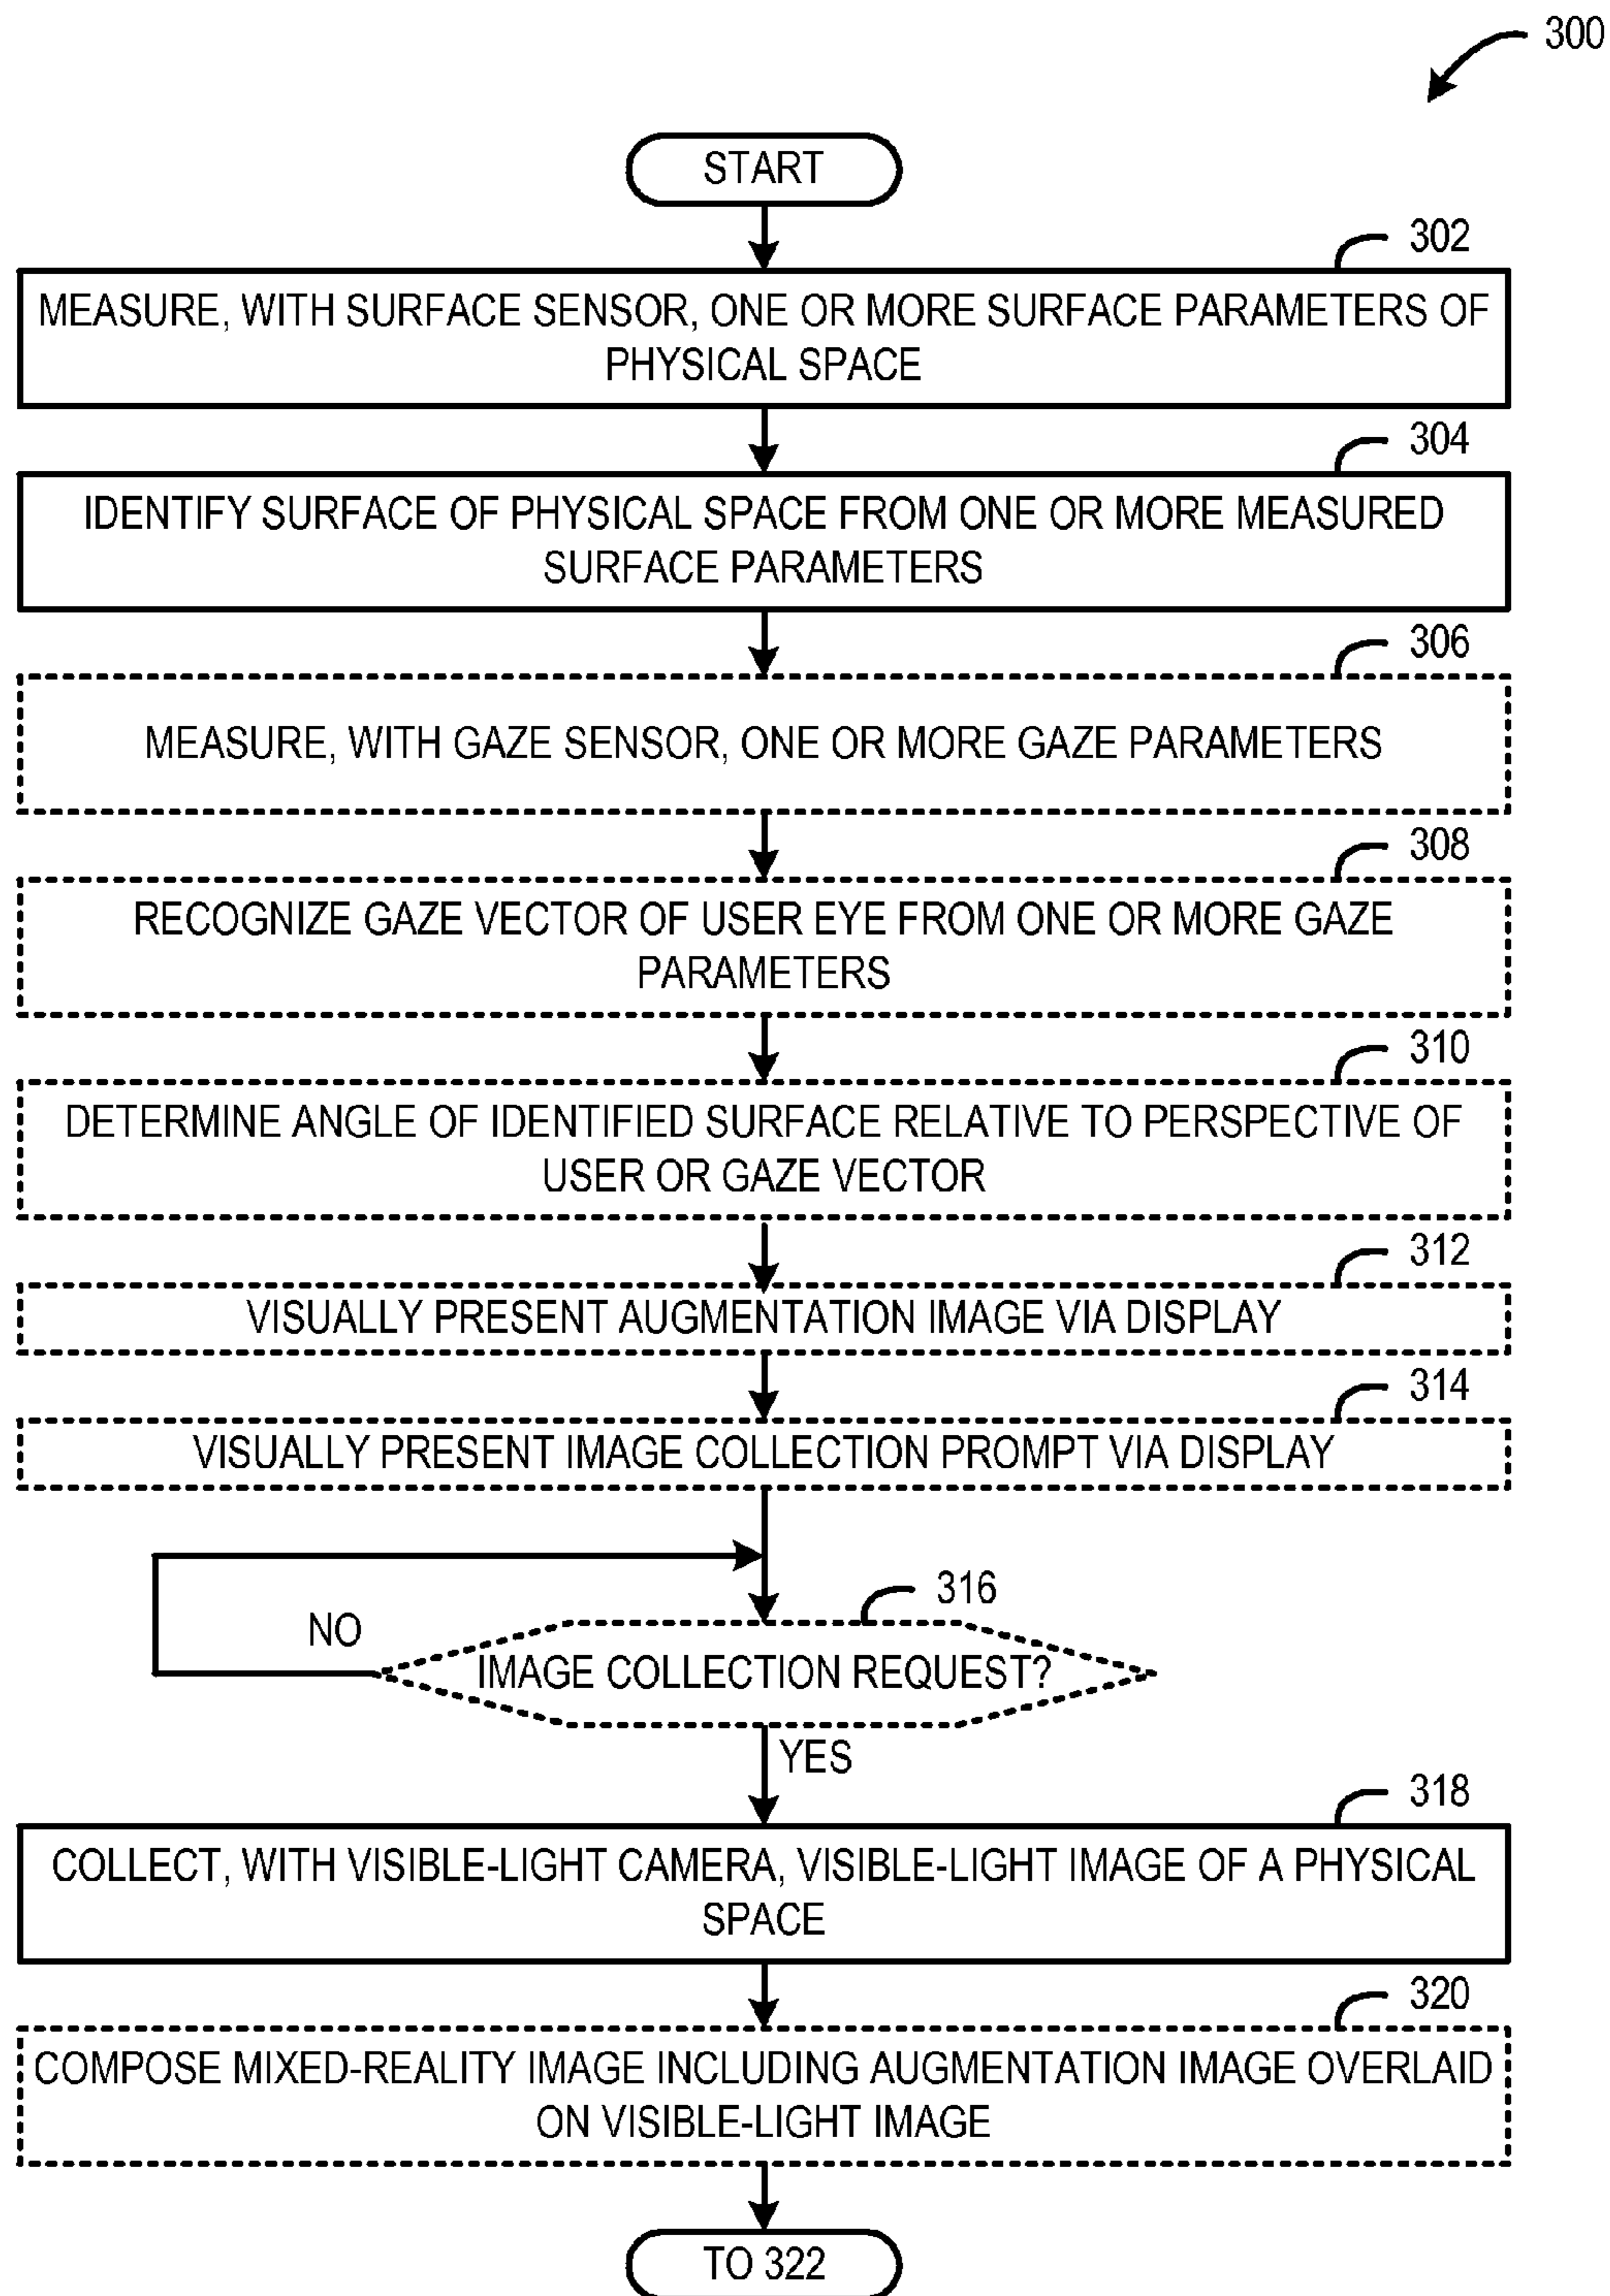 300
START
302
MEASURE, WITH SURFACE SENSOR, ONE OR MORE SURFACE PARAMETERS OF
PHYSICAL SPACE
304
IDENTIFY SURFACE OF PHYSICAL SPACE FROM ONE OR MORE MEASURED
SURFACE PARAMETERS
306
MEASURE, WITH GAZE SENSOR, ONE OR MORE GAZE PARAMETERS
308
RECOGNIZE GAZE VECTOR OF USER EYE FROM ONE OR MORE GAZE
PARAMETERS
310
DETERMINE ANGLE OF IDENTIFIED SURFACE RELATIVE TO PERSPECTIVE OF
USER OR GAZE VECTOR
312
VISUALLY PRESENT AUGMENTATION IMAGE VIA DISPLAY
314
VISUALLY PRESENT IMAGE COLLECTION PROMPT VIA DISPLAY
316
NO
IMAGE COLLECTION REQUEST?
YES
318
COLLECT, WITH VISIBLE-LIGHT CAMERA, VISIBLE-LIGHT IMAGE OF A PHYSICAL
SPACE
320
COMPOSE MIXED-REALITY IMAGE INCLUDING AUGMENTATION IMAGE OVERLAID
ON VISIBLE-LIGHT IMAGE
TO 322